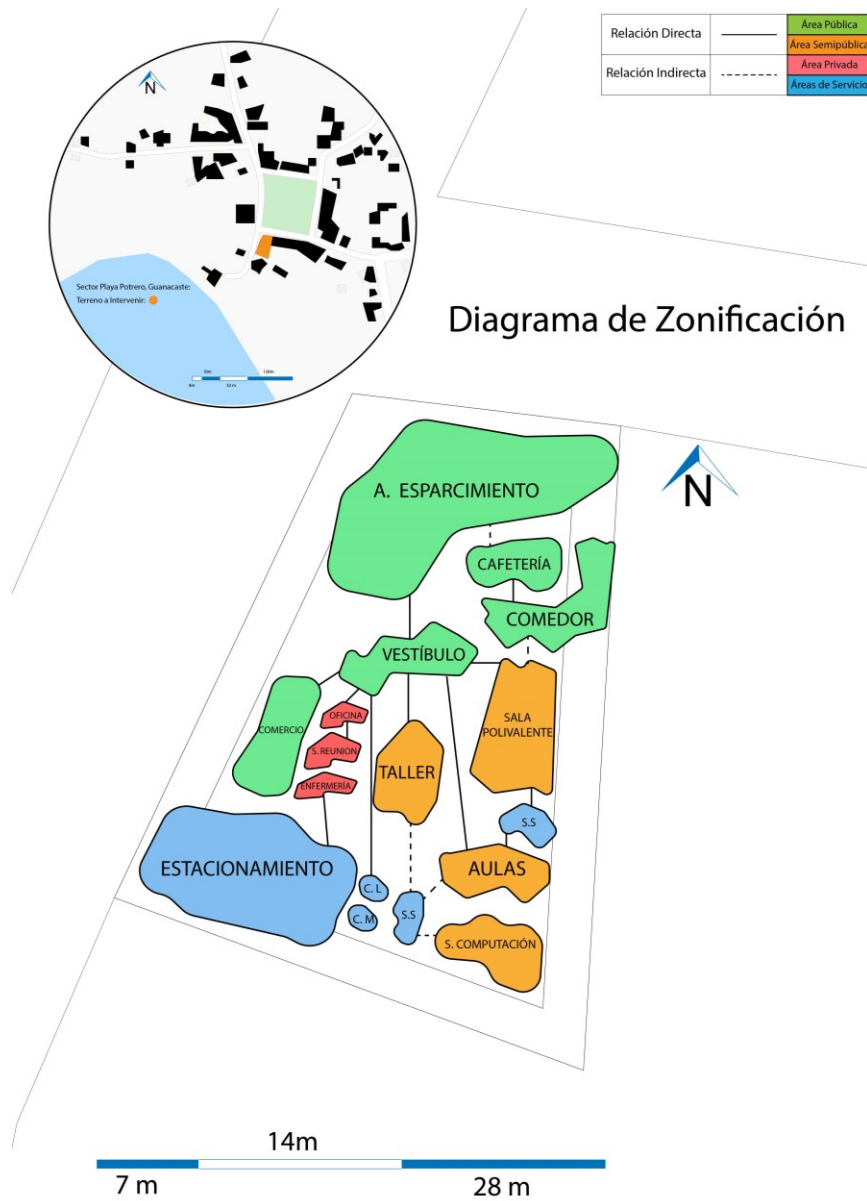 Relación Directa
Relación Indirecta
Área Pública
Área Semipública
Área Privada
Áreas de Servicio
N
Sector Playa Potrero, Guanacaste:
Terreno a Intervenir:
Diagrama de Zonificación
N
A. ESPARCIMIENTO
CAFETERÍA
COMEDOR
VESTÍBULO
COMERCIO
OFICINA
S. REUNION
ENFERMERÍA
TALLER
SALA
POLIVALENTE
S.S
ESTACIONAMIENTO
AULAS
C. L
C. M
S.S
S. COMPUTACIÓN
14m
7 m
28 m